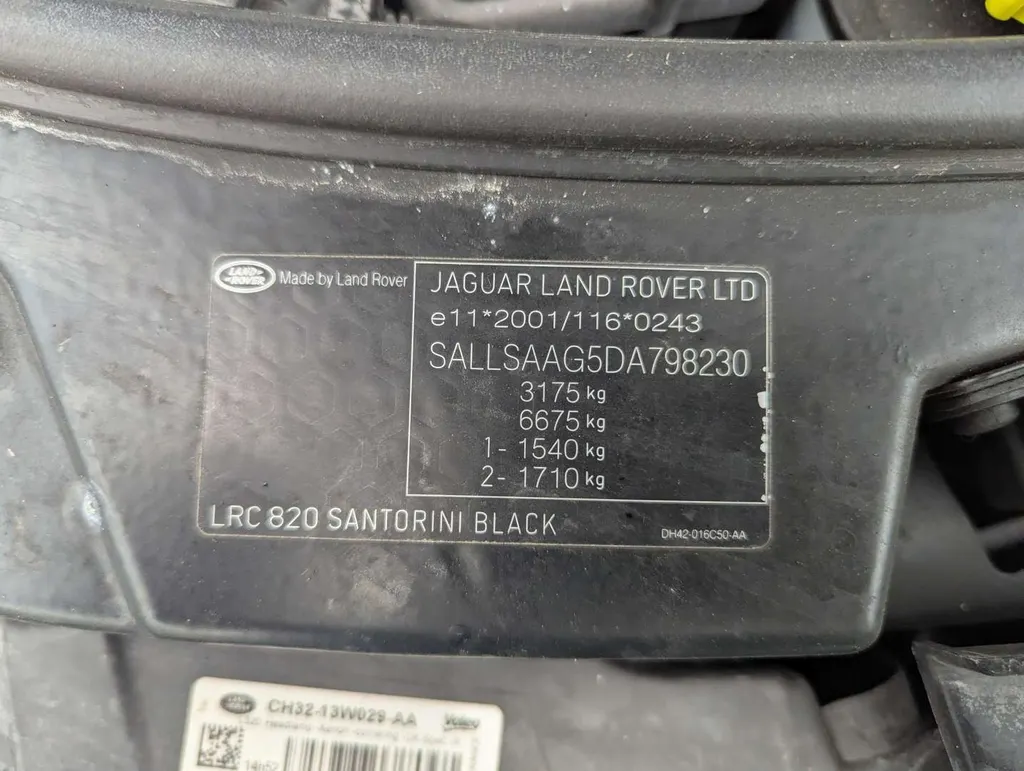 LAND ROVER
Made by Land Rover
JAGUAR LAND ROVER LTD
e11*2001/116*0243
SALLSAAG5DA798230
3175 kg
6675 kg
1- 1540 kg
2- 1710 kg
LRC 820 SANTORINI BLACK
DH42-016C50-AA
CH32-13W029-AA
Valeo